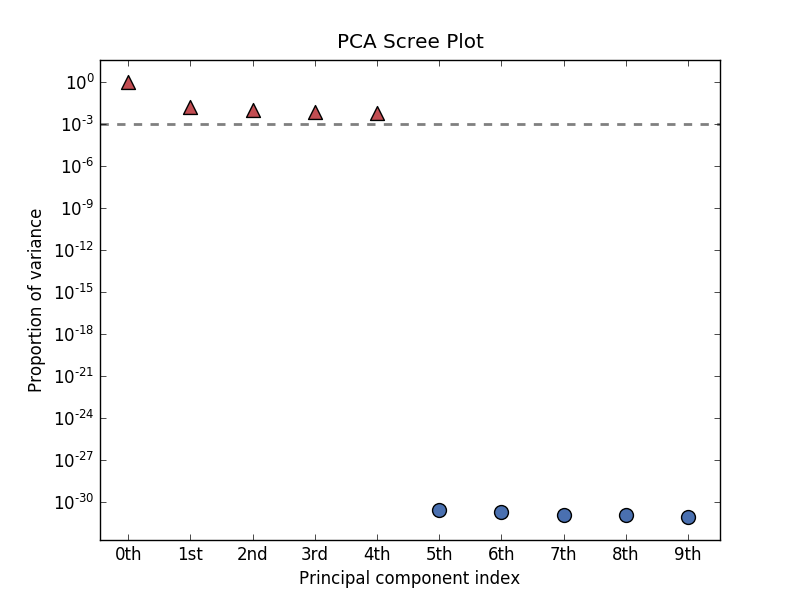 PCA Scree Plot
Proportion of variance
10^0
10^-3
10^-6
10^-9
10^-12
10^-15
10^-18
10^-21
10^-24
10^-27
10^-30
0th 1st 2nd 3rd 4th 5th 6th 7th 8th 9th
Principal component index